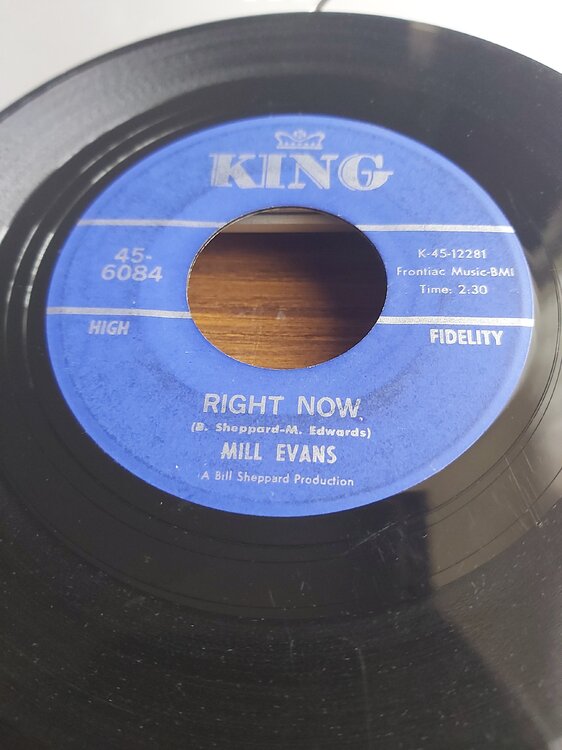 KING
45-
6084
K-45-12281
Frontiac Music-BMI
Time: 2.30
HIGH
FIDELITY
RIGHT NOW
(B. Sheppard-M. Edwards)
MILL EVANS
A Bill Sheppard Production